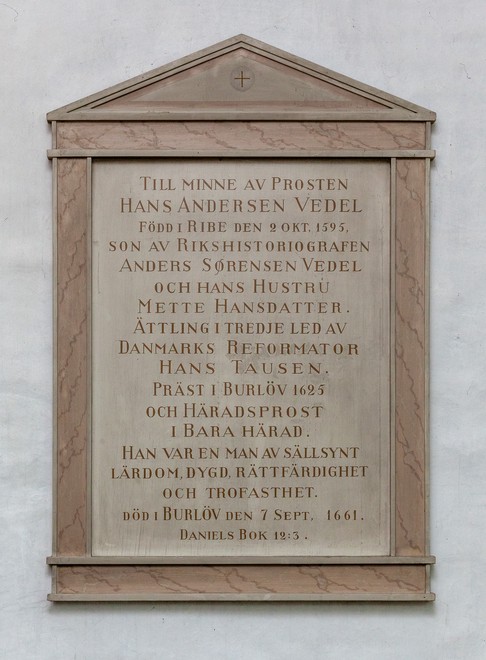 TILL MINNE AV PROSTEN
HANS ANDERSEN VEDEL
FÖDD I RIBE DEN 2 OKT. 1595,
SON AV RIKSHISTORIOGRAFEN
ANDERS SØRENSEN VEDEL
OCH HANS HUSTRU
METTE HANSDATTER.
ÄTTLING I TREDJE LED AV
DANMARKS REFORMATOR
HANS TAUSEN.
PRÄST I BURLÖV 1625
OCH HÄRADSPROST
I BARA HÄRAD.
HAN VAR EN MAN AV SÄLLSYNT
LÄRDOM, DYGD, RÄTTFÄRDIGHET
OCH TROFASTHET.
DÖD I BURLÖV DEN 7 SEPT. 1661.
DANIELS BOK 12:3.